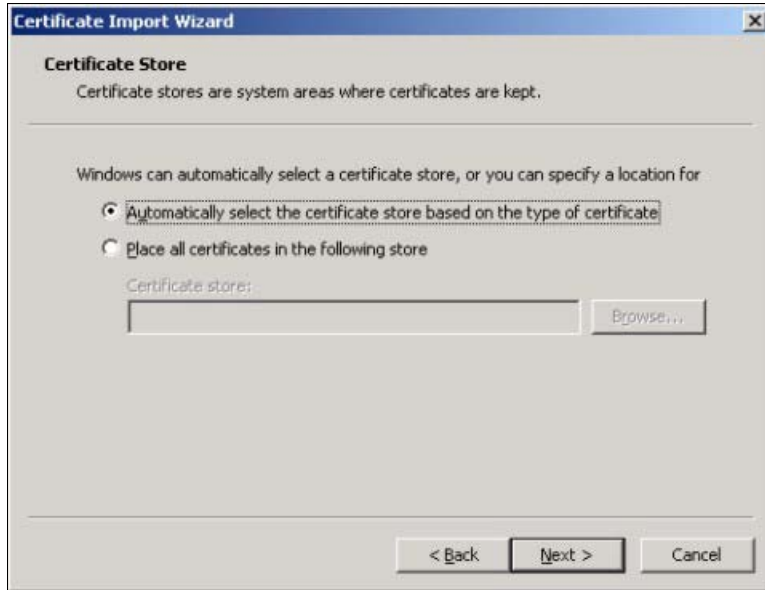 Certificate Import Wizard
Certificate Store
Certificate stores are system areas where certificates are kept.
Windows can automatically select a certificate store, or you can specify a location for
Automatically select the certificate store based on the type of certificate
Place all certificates in the following store
Certificate store:
Browse...
< Back
Next >
Cancel